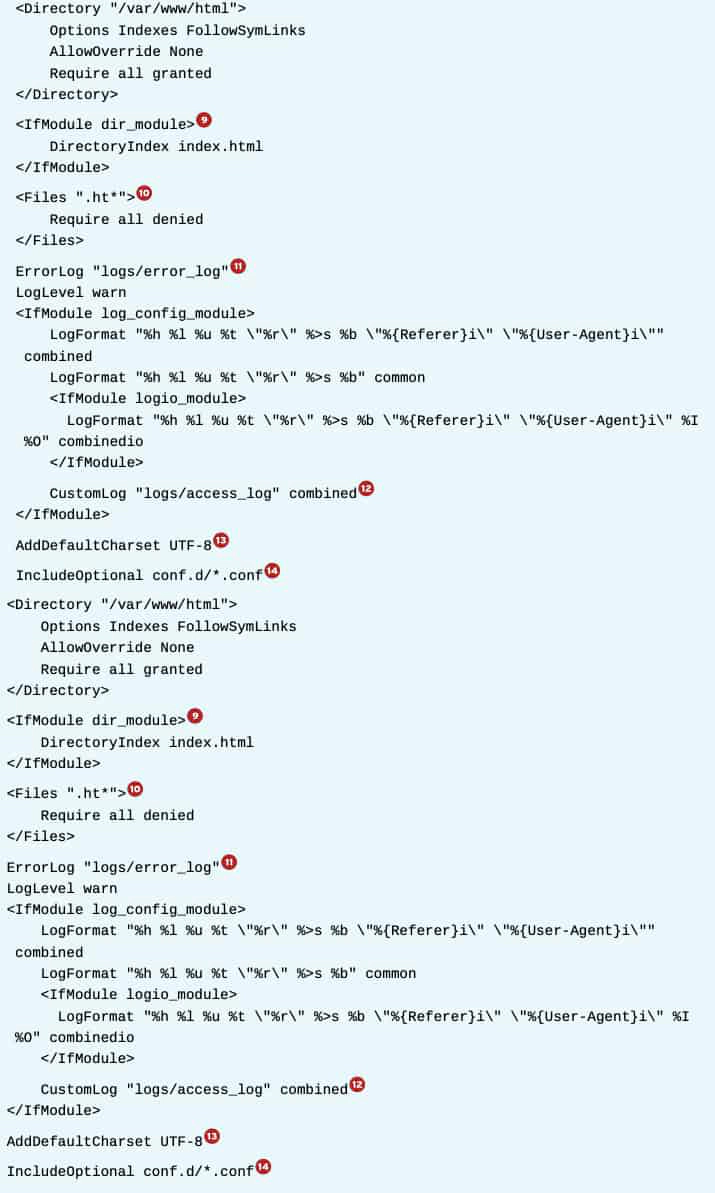 <Directory "/var/www/html">
    Options Indexes FollowSymLinks
    AllowOverride None
    Require all granted
</Directory>
<IfModule dir_module>9
    DirectoryIndex index.html
</IfModule>
<Files ".ht*">10
    Require all denied
</Files>
ErrorLog "logs/error_log"11
LogLevel warn
<IfModule log_config_module>
    LogFormat "%h %l %u %t \"%r\" %>s %b \"%{Referer}i\" \"%{User-Agent}i\""
 combined
    LogFormat "%h %l %u %t \"%r\" %>s %b" common
    <IfModule logio_module>
      LogFormat "%h %l %u %t \"%r\" %>s %b \"%{Referer}i\" \"%{User-Agent}i\" %I
 %O" combinedio
    </IfModule>
    CustomLog "logs/access_log" combined12
</IfModule>
AddDefaultCharset UTF-813
IncludeOptional conf.d/*.conf14
<Directory "/var/www/html">
    Options Indexes FollowSymLinks
    AllowOverride None
    Require all granted
</Directory>
<IfModule dir_module>9
    DirectoryIndex index.html
</IfModule>
<Files ".ht*">10
    Require all denied
</Files>
ErrorLog "logs/error_log"11
LogLevel warn
<IfModule log_config_module>
    LogFormat "%h %l %u %t \"%r\" %>s %b \"%{Referer}i\" \"%{User-Agent}i\""
 combined
    LogFormat "%h %l %u %t \"%r\" %>s %b" common
    <IfModule logio_module>
      LogFormat "%h %l %u %t \"%r\" %>s %b \"%{Referer}i\" \"%{User-Agent}i\" %I
 %O" combinedio
    </IfModule>
    CustomLog "logs/access_log" combined12
</IfModule>
AddDefaultCharset UTF-813
IncludeOptional conf.d/*.conf14